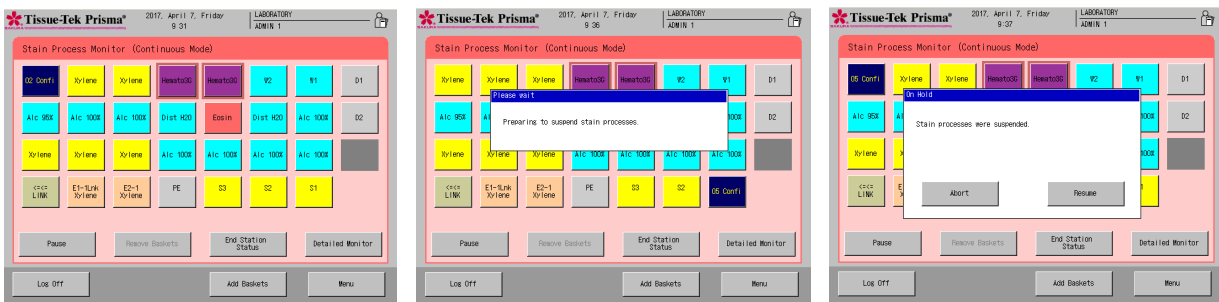 SAKURA Tissue-Tek Prisma® 2017, April 7, Friday LABORATORY
9 31 ADMIN 1
Stain Process Monitor (Continuous Mode)
02 Confi Xylene Xylene Hemato3G Hemato3G W2 W1 D1
Alc 95% Alc 100% Alc 100% Dist H2O Eosin Dist H2O Alc 100% D2
Xylene Xylene Xylene Alc 100% Alc 100% Alc 100% Alc 100%
<=<= E1-1Lnk E2-1 PE S3 S2 S1
LINK Xylene Xylene
Pause Remove Baskets End Station Detailed Monitor
Status
Log Off Add Baskets Menu
SAKURA Tissue-Tek Prisma® 2017, April 7, Friday LABORATORY
9 36 ADMIN 1
Stain Process Monitor (Continuous Mode)
Xylene Xylene Xylene Hemato3G Hemato3G W2 W1 D1
Please wait
Alc 95% 100% D2
Preparing to suspend stain processes.
Xylene Xylene Xylene Alc 100% Alc 100% Alc 100% Alc 100%
<=<= E1-1Lnk E2-1 PE S3 S2 05 Confi
LINK Xylene Xylene
Pause Remove Baskets End Station Detailed Monitor
Status
Log Off Add Baskets Menu
SAKURA Tissue-Tek Prisma® 2017, April 7, Friday LABORATORY
9:37 ADMIN 1
Stain Process Monitor (Continuous Mode)
05 Confi Xylene Xylene Hemato3G Hemato3G W2 W1 D1
On Hold
Alc 95% 100% D2
Stain processes were suspended.
Xylene 100%
<=<=
LINK
Abort Resume
Pause Remove Baskets End Station Detailed Monitor
Status
Log Off Add Baskets Menu